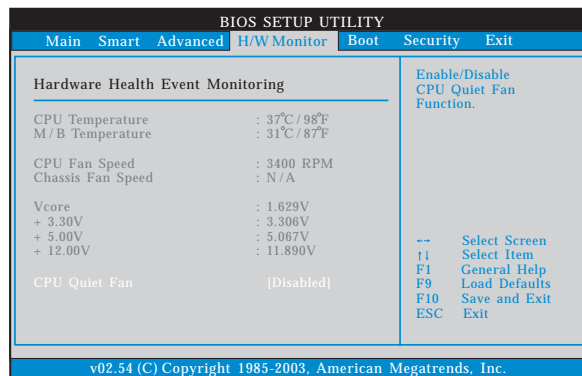 BIOS SETUP UTILITY
Main Smart Advanced H/W Monitor Boot Security Exit
Hardware Health Event Monitoring
CPU Temperature : 37°C / 98°F
M / B Temperature : 31°C / 87°F
CPU Fan Speed : 3400 RPM
Chassis Fan Speed : N / A
Vcore : 1.629V
+ 3.30V : 3.306V
+ 5.00V : 5.067V
+ 12.00V : 11.890V
CPU Quiet Fan [Disabled]
Enable/Disable
CPU Quiet Fan
Function.
←→ Select Screen
↑↓ Select Item
F1 General Help
F9 Load Defaults
F10 Save and Exit
ESC Exit
v02.54 (C) Copyright 1985-2003, American Megatrends, Inc.